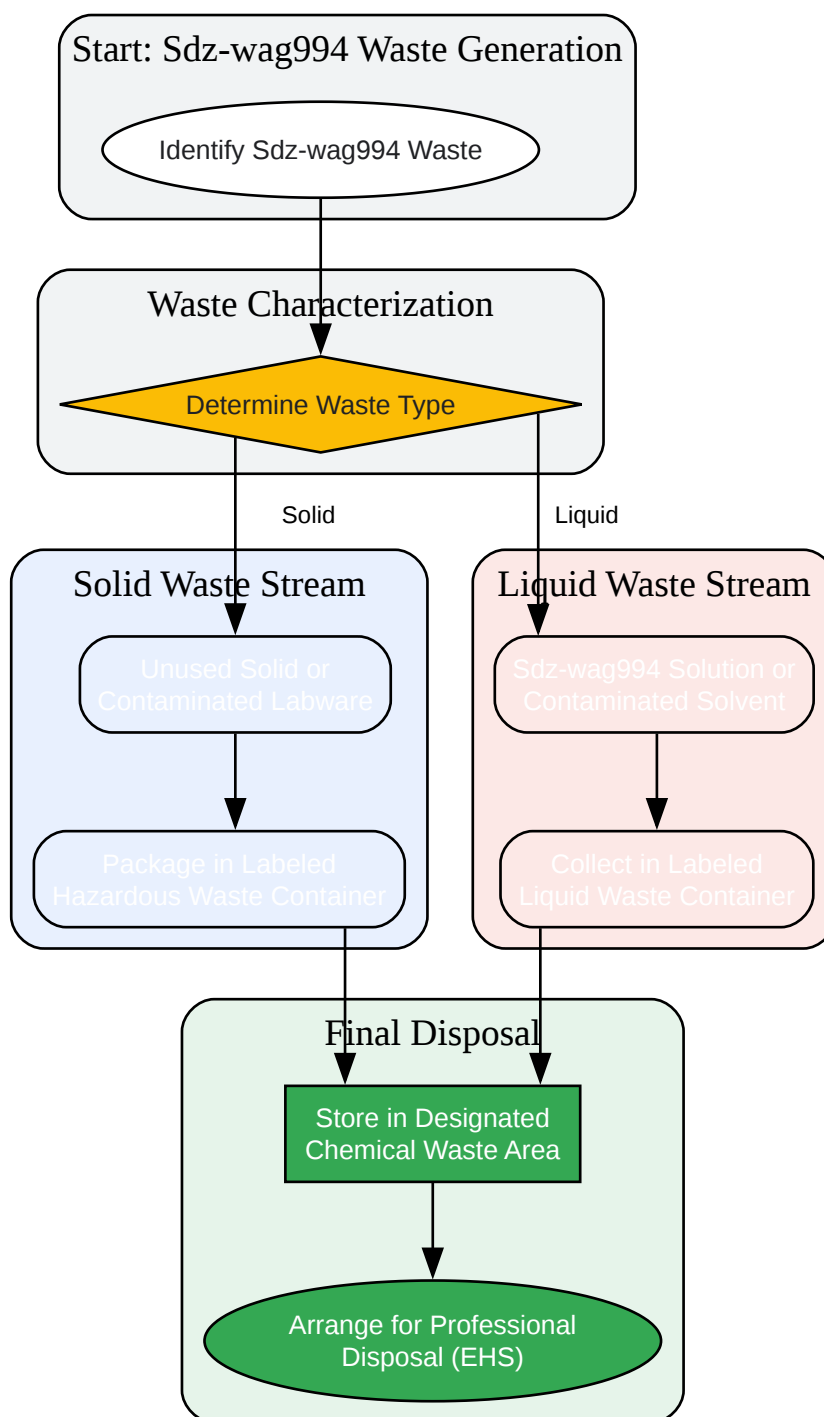 Start: Sdz-wag994 Waste Generation
Identify Sdz-wag994 Waste
Waste Characterization
Determine Waste Type
Solid
Liquid
Solid Waste Stream
Unused Solid or
Contaminated Labware
Package in Labeled
Hazardous Waste Container
Liquid Waste Stream
Sdz-wag994 Solution or
Contaminated Solvent
Collect in Labeled
Liquid Waste Container
Final Disposal
Store in Designated
Chemical Waste Area
Arrange for Professional
Disposal (EHS)